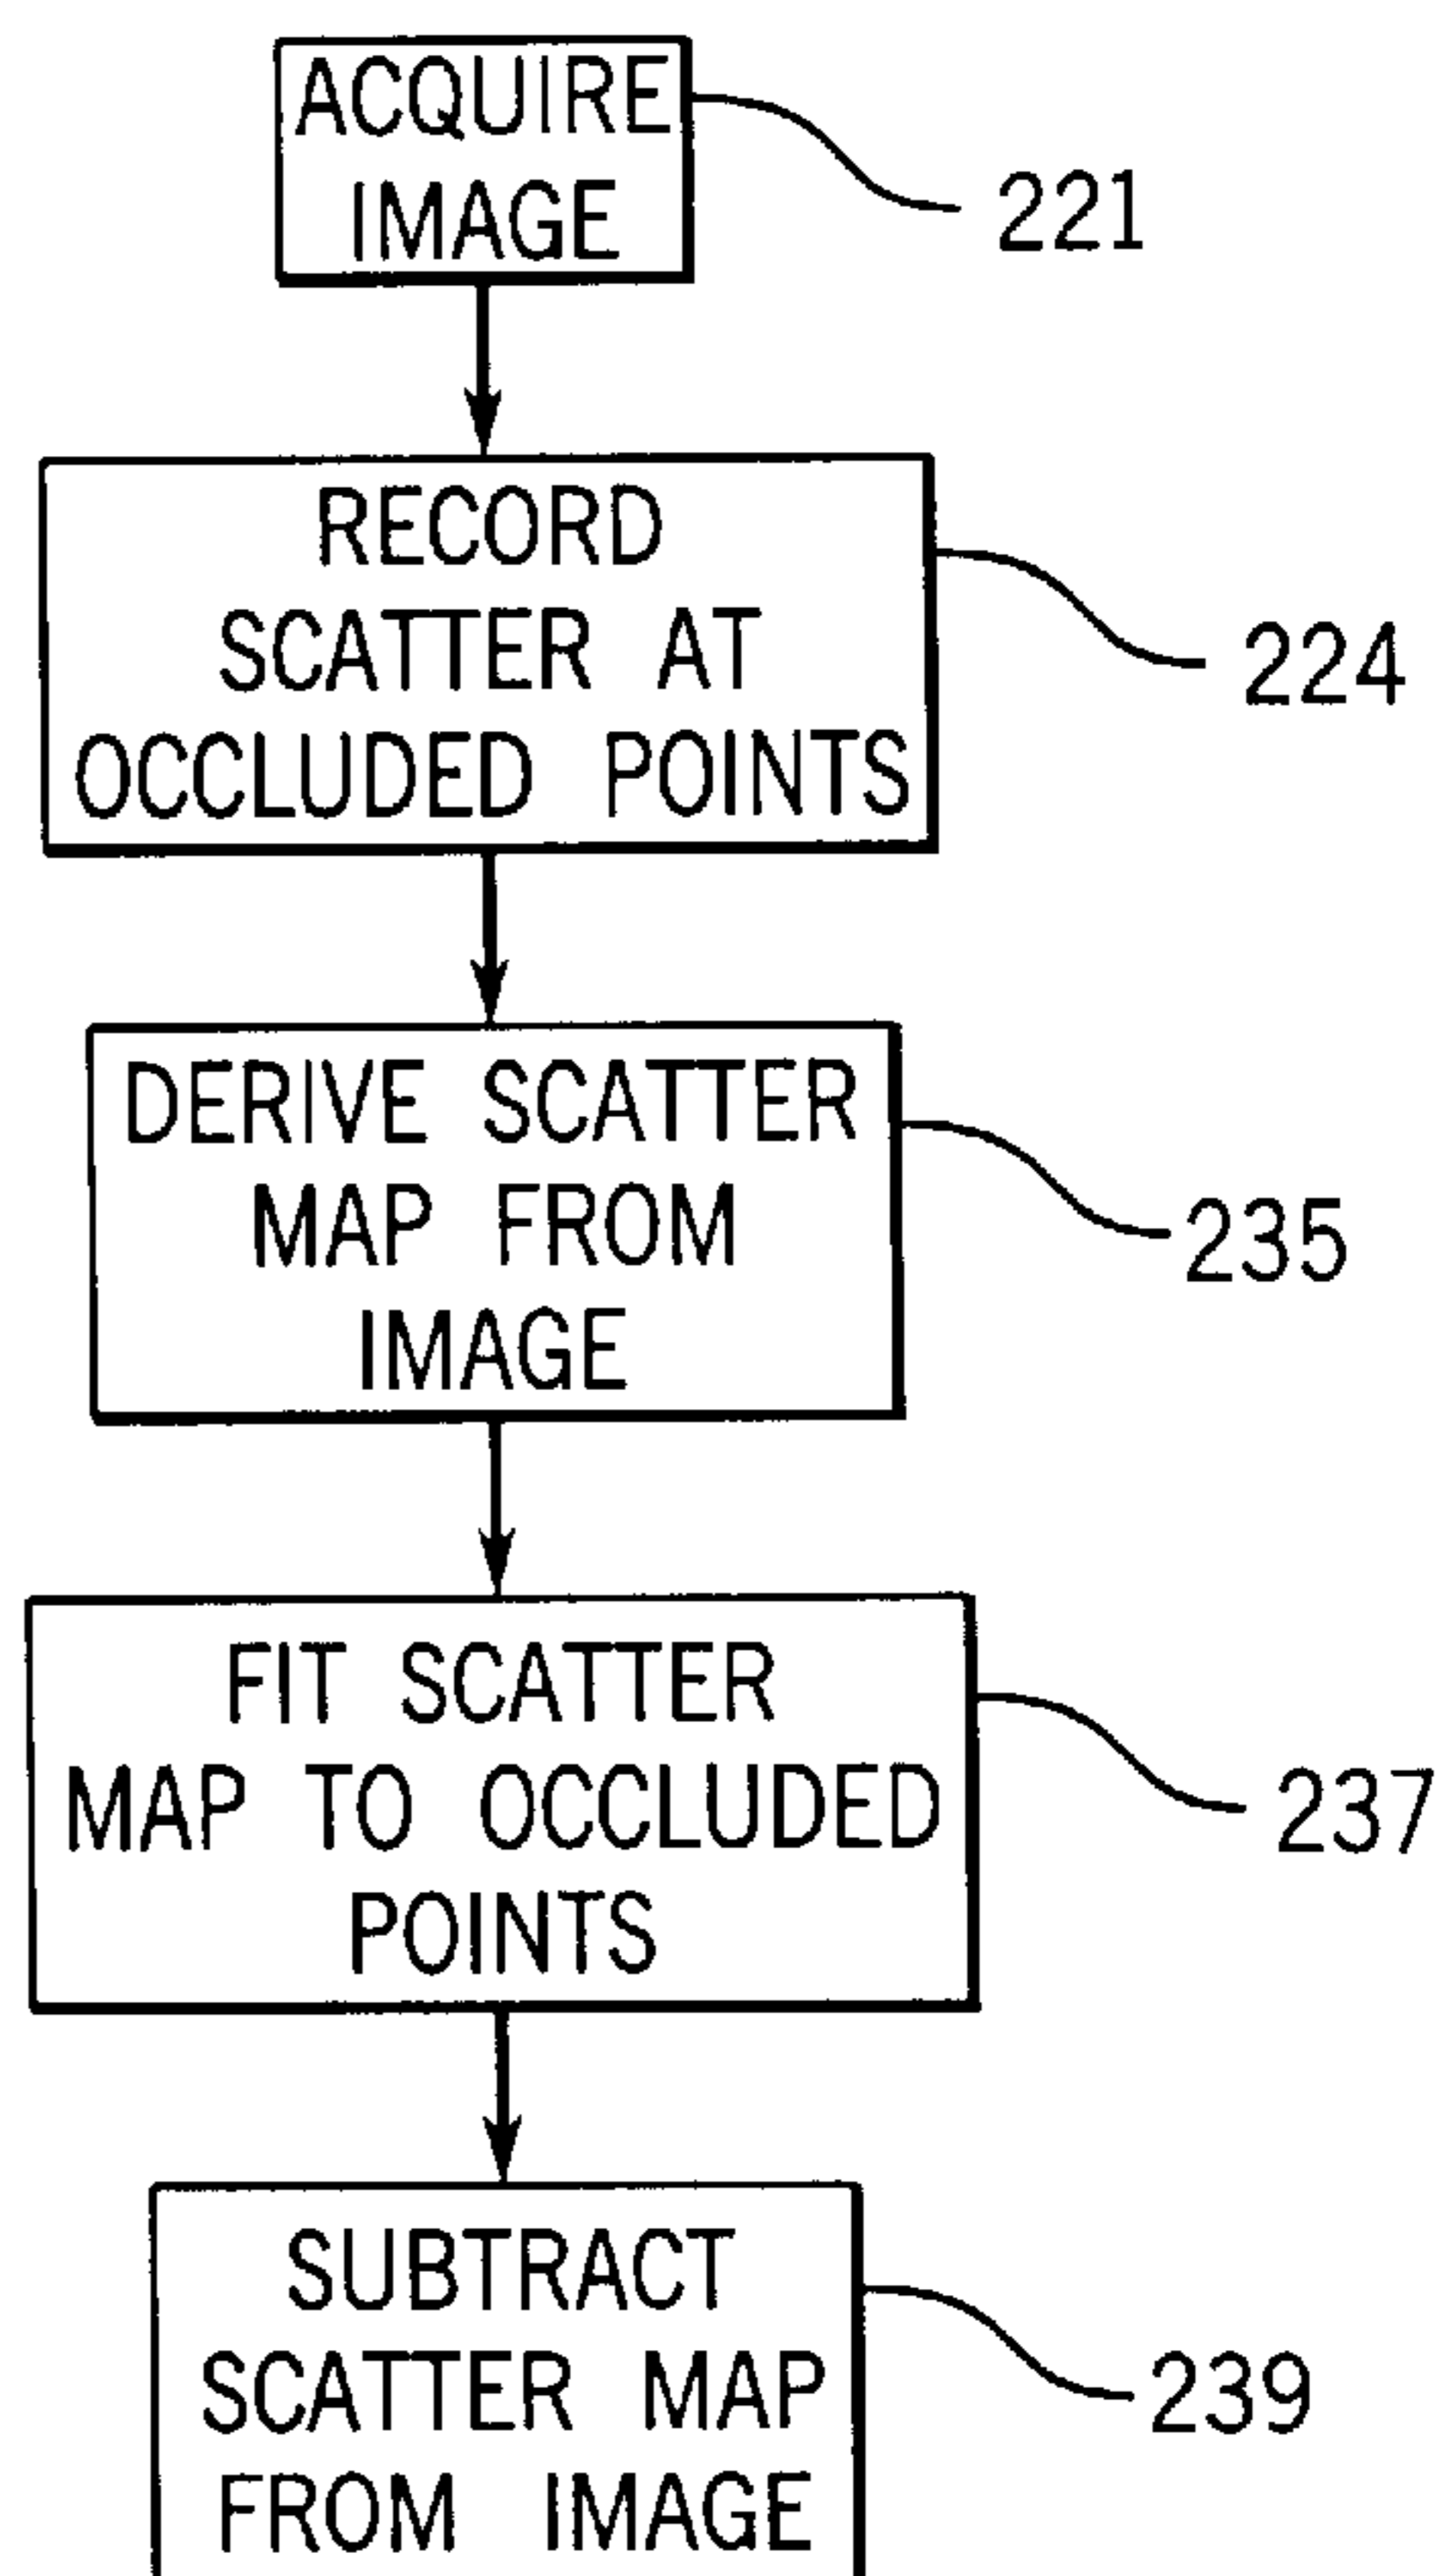 ACQUIRE
IMAGE
221
RECORD
SCATTER AT
OCCLUDED POINTS
224
DERIVE SCATTER
MAP FROM
IMAGE
235
FIT SCATTER
MAP TO OCCLUDED
POINTS
237
SUBTRACT
SCATTER MAP
FROM IMAGE
239